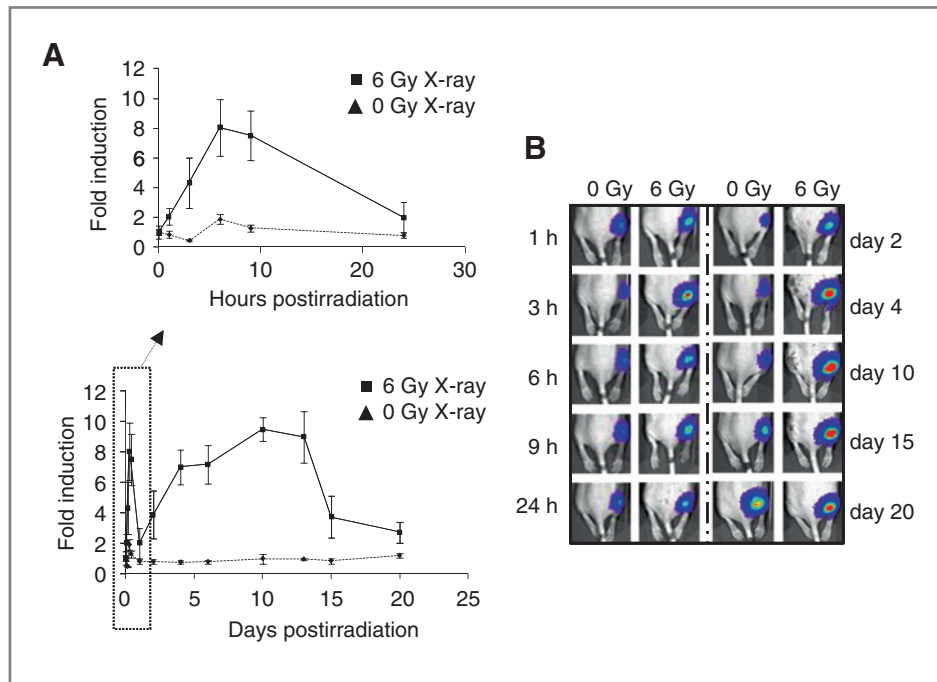 A
12
10
8
6
4
2
0
Fold induction
■ 6 Gy X-ray
▲ 0 Gy X-ray
0 10 20 30
Hours postirradiation
12
10
8
6
4
2
0
Fold induction
■ 6 Gy X-ray
▲ 0 Gy X-ray
0 5 10 15 20 25
Days postirradiation
B
0 Gy 6 Gy 0 Gy 6 Gy
1 h day 2
3 h day 4
6 h day 10
9 h day 15
24 h day 20